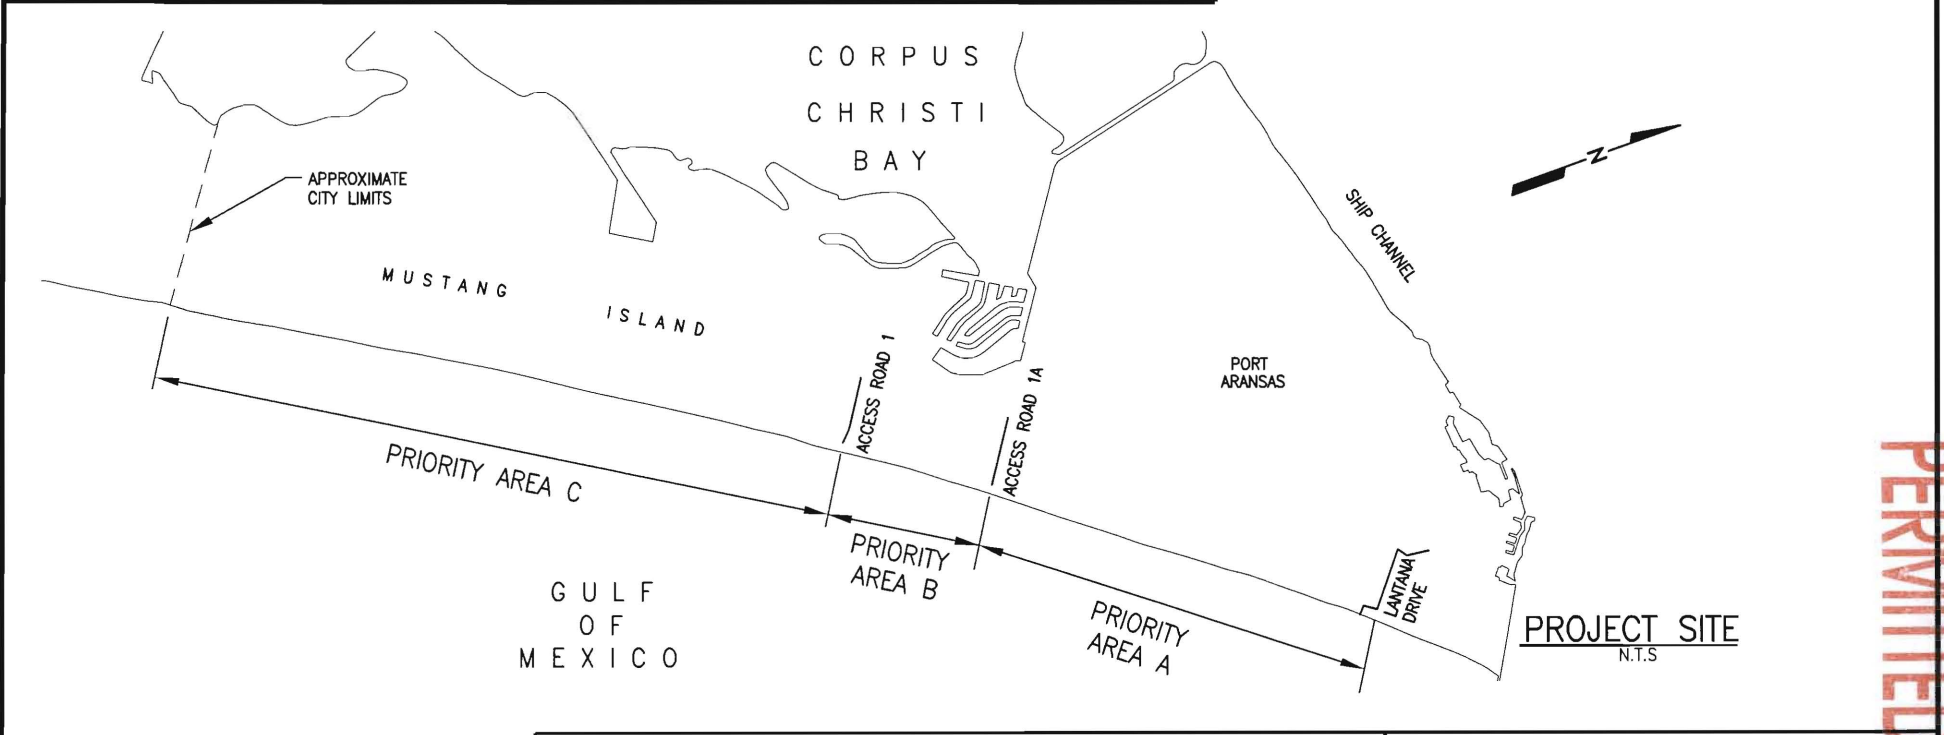 CORPUS
CHRISTI
BAY
APPROXIMATE
CITY LIMITS
N
SHIP CHANNEL
MUSTANG ISLAND
ACCESS ROAD 1
ACCESS ROAD 1A
PORT
ARANSAS
PRIORITY AREA C
PRIORITY
AREA B
PRIORITY
AREA A
LANTANA
DRIVE
GULF
OF
MEXICO
PROJECT SITE
N.T.S
PERMITTED